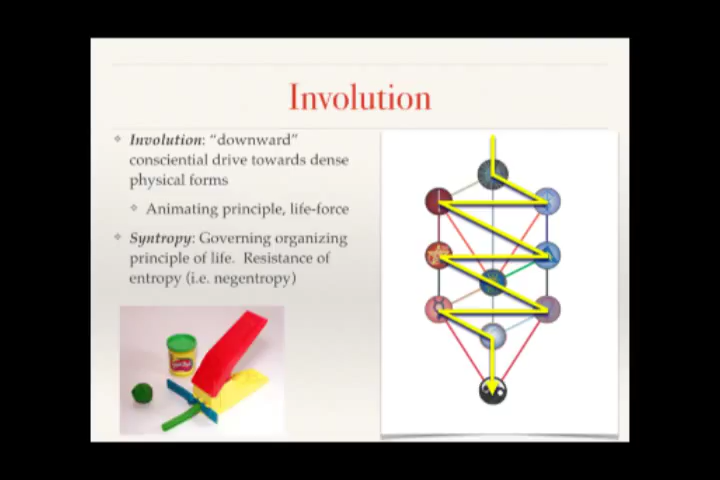 Involution
Involution: “downward”
consciential drive towards dense
physical forms
Animating principle, life-force
Syntropy: Governing organizing
principle of life. Resistance of
entropy (i.e. negentropy)